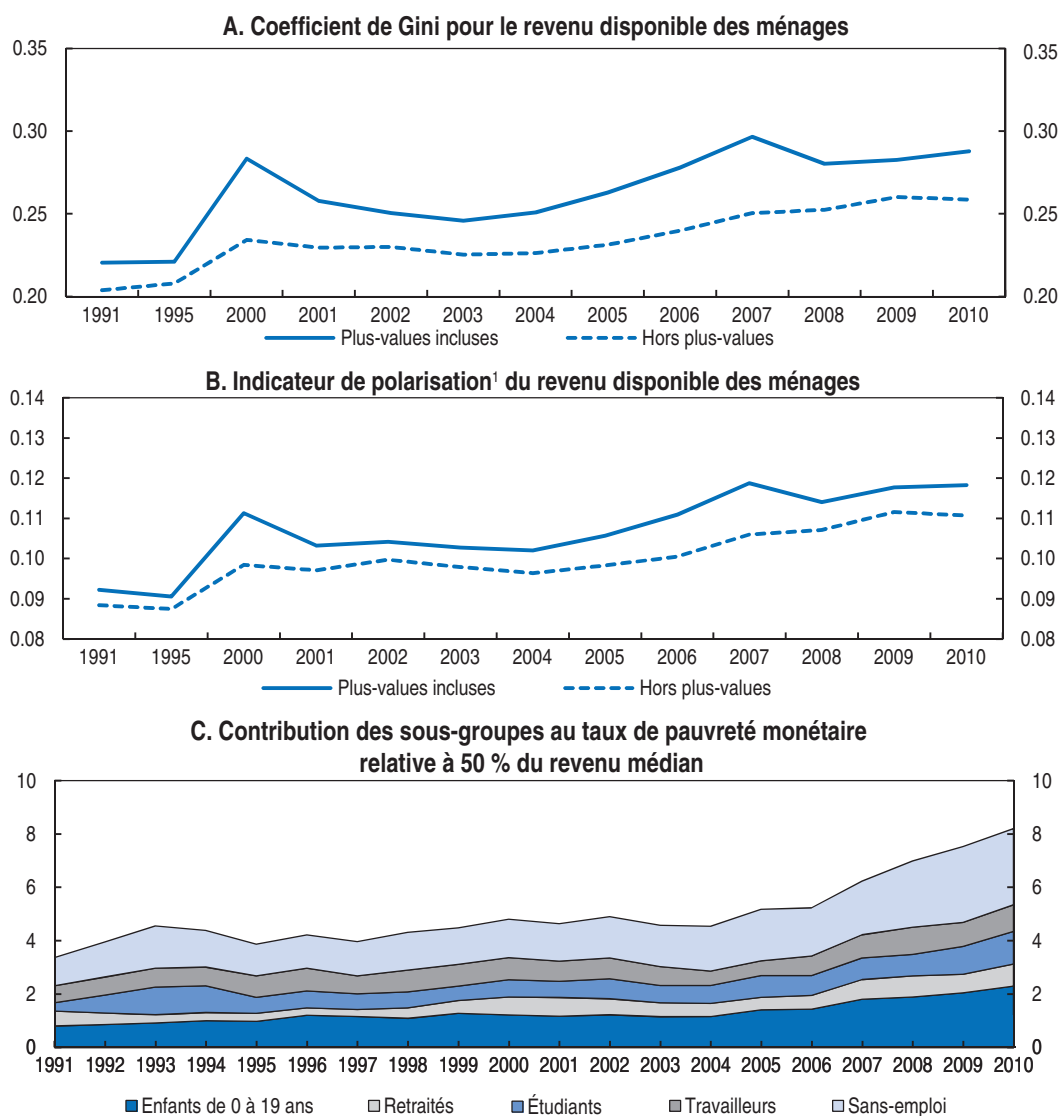 A. Coefficient de Gini pour le revenu disponible des ménages
0.35 0.35
0.30 0.30
0.25 0.25
0.20 0.20
1991 1995 2000 2001 2002 2003 2004 2005 2006 2007 2008 2009 2010
Plus-values incluses Hors plus-values
B. Indicateur de polarisation¹ du revenu disponible des ménages
0.14 0.14
0.13 0.13
0.12 0.12
0.11 0.11
0.10 0.10
0.09 0.09
0.08 0.08
1991 1995 2000 2001 2002 2003 2004 2005 2006 2007 2008 2009 2010
Plus-values incluses Hors plus-values
C. Contribution des sous-groupes au taux de pauvreté monétaire
relative à 50 % du revenu médian
10 10
8 8
6 6
4 4
2 2
0 0
1991 1992 1993 1994 1995 1996 1997 1998 1999 2000 2001 2002 2003 2004 2005 2006 2007 2008 2009 2010
Enfants de 0 à 19 ans Retraités Étudiants Travailleurs Sans-emploi